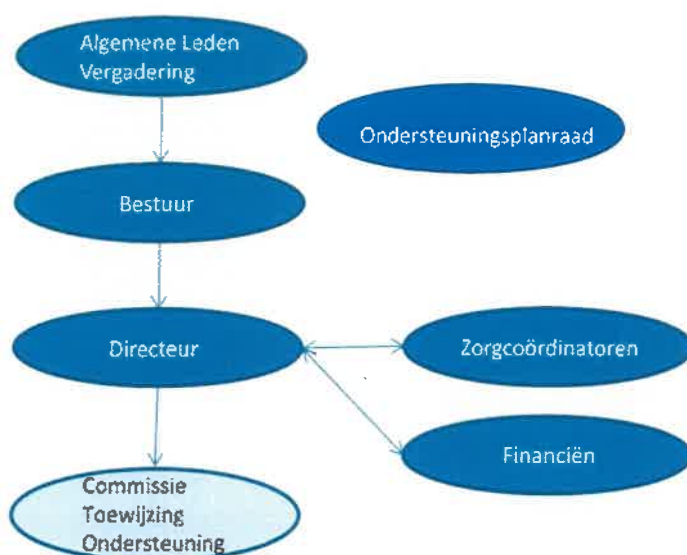 Algemene Leden
Vergadering
Ondersteuningsplanraad
Bestuur
Directeur
Zorgcoördinatoren
Financiën
Commissie
Toewijzing
Ondersteuning